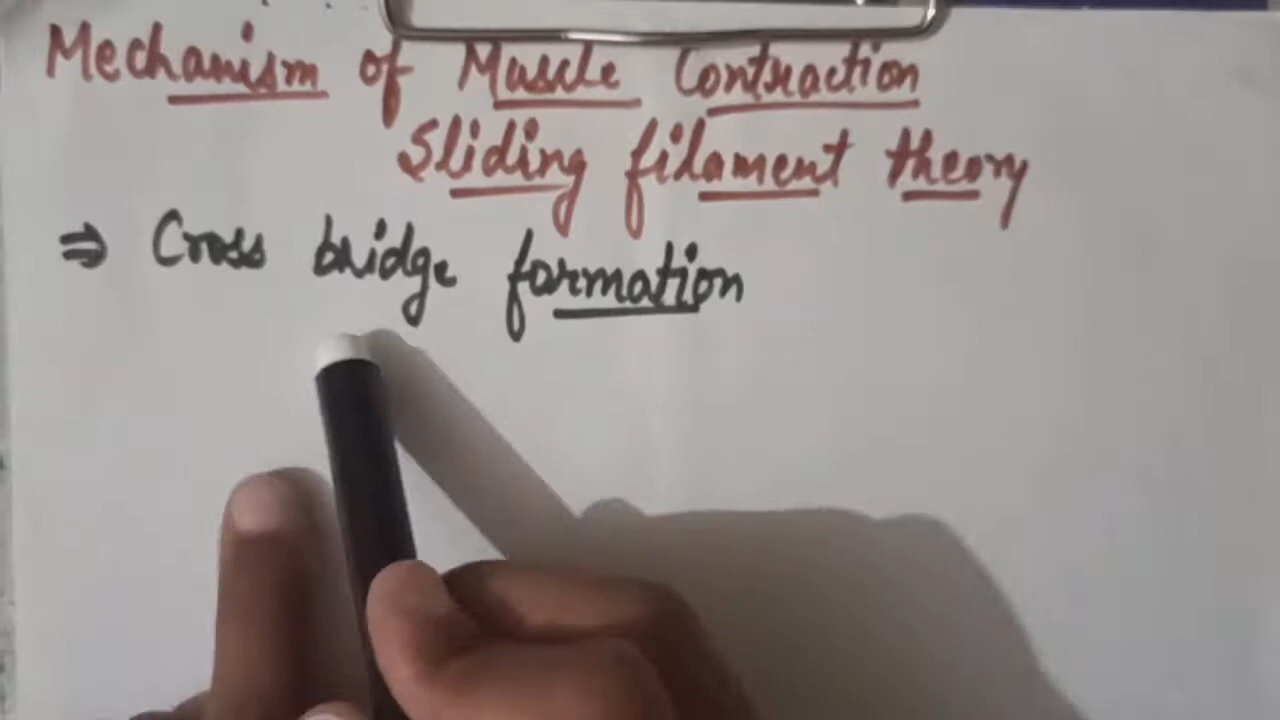 Mechanism of Muscle Contraction
Sliding filament theory
⇒ Cross bridge formation